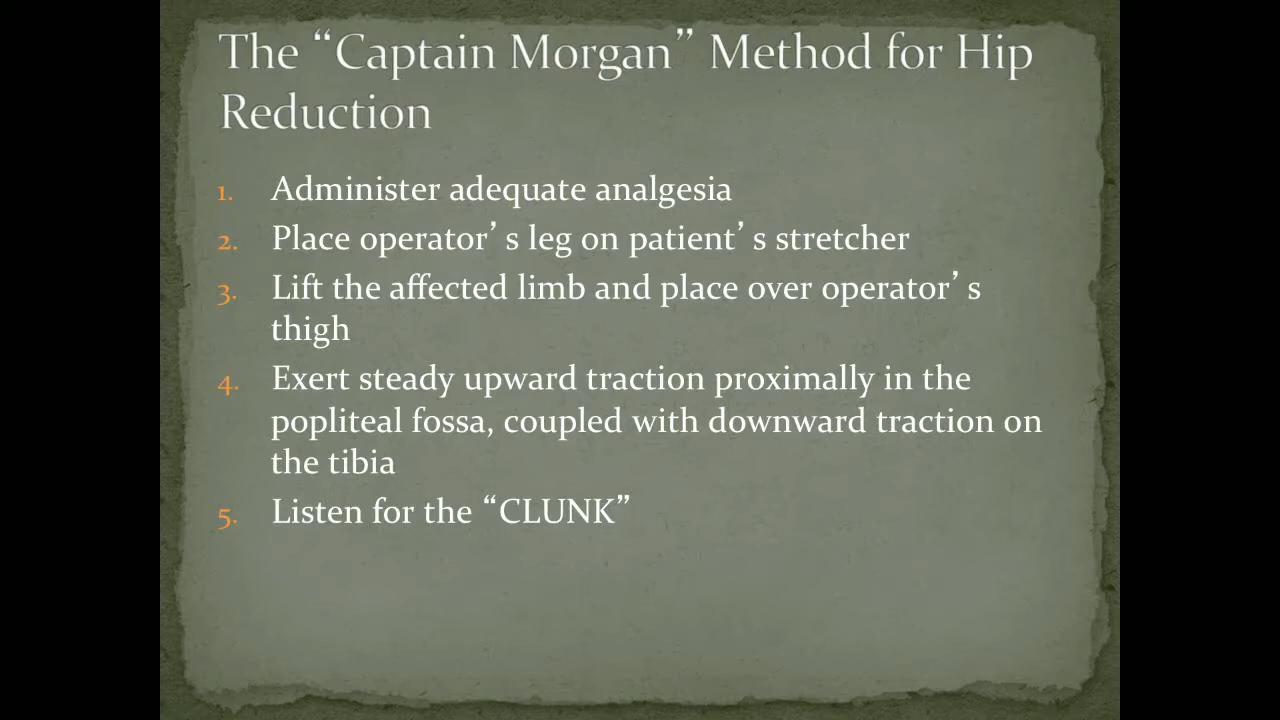 The “Captain Morgan” Method for Hip
Reduction
1. Administer adequate analgesia
2. Place operator’s leg on patient’s stretcher
3. Lift the affected limb and place over operator’s
thigh
4. Exert steady upward traction proximally in the
popliteal fossa, coupled with downward traction on
the tibia
5. Listen for the “CLUNK”